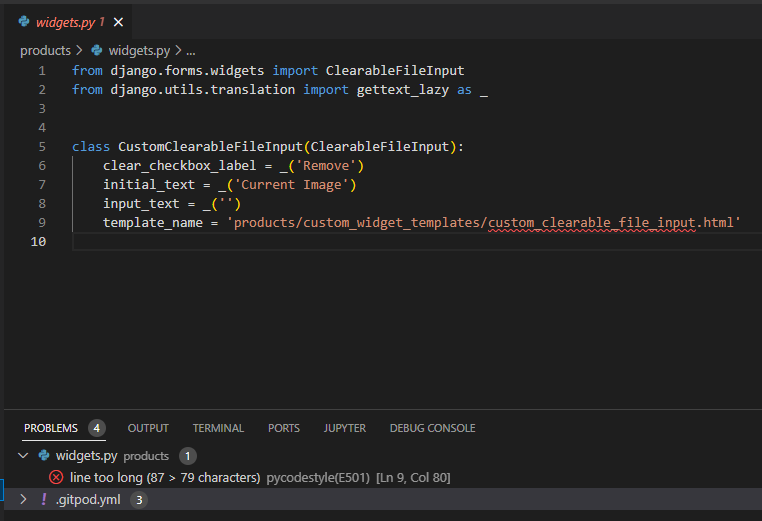 widgets.py 1
products > widgets.py > ...
1 from django.forms.widgets import ClearableFileInput
2 from django.utils.translation import gettext_lazy as _
3
4
5 class CustomClearableFileInput(ClearableFileInput):
6 clear_checkbox_label = _('Remove')
7 initial_text = _('Current Image')
8 input_text = _('')
9 template_name = 'products/custom_widget_templates/custom_clearable_file_input.html'
10
PROBLEMS 4 OUTPUT TERMINAL PORTS JUPYTER DEBUG CONSOLE
widgets.py products 1
line too long (87 > 79 characters) pycodestyle(E501) [Ln 9, Col 80]
! .gitpod.yml 3